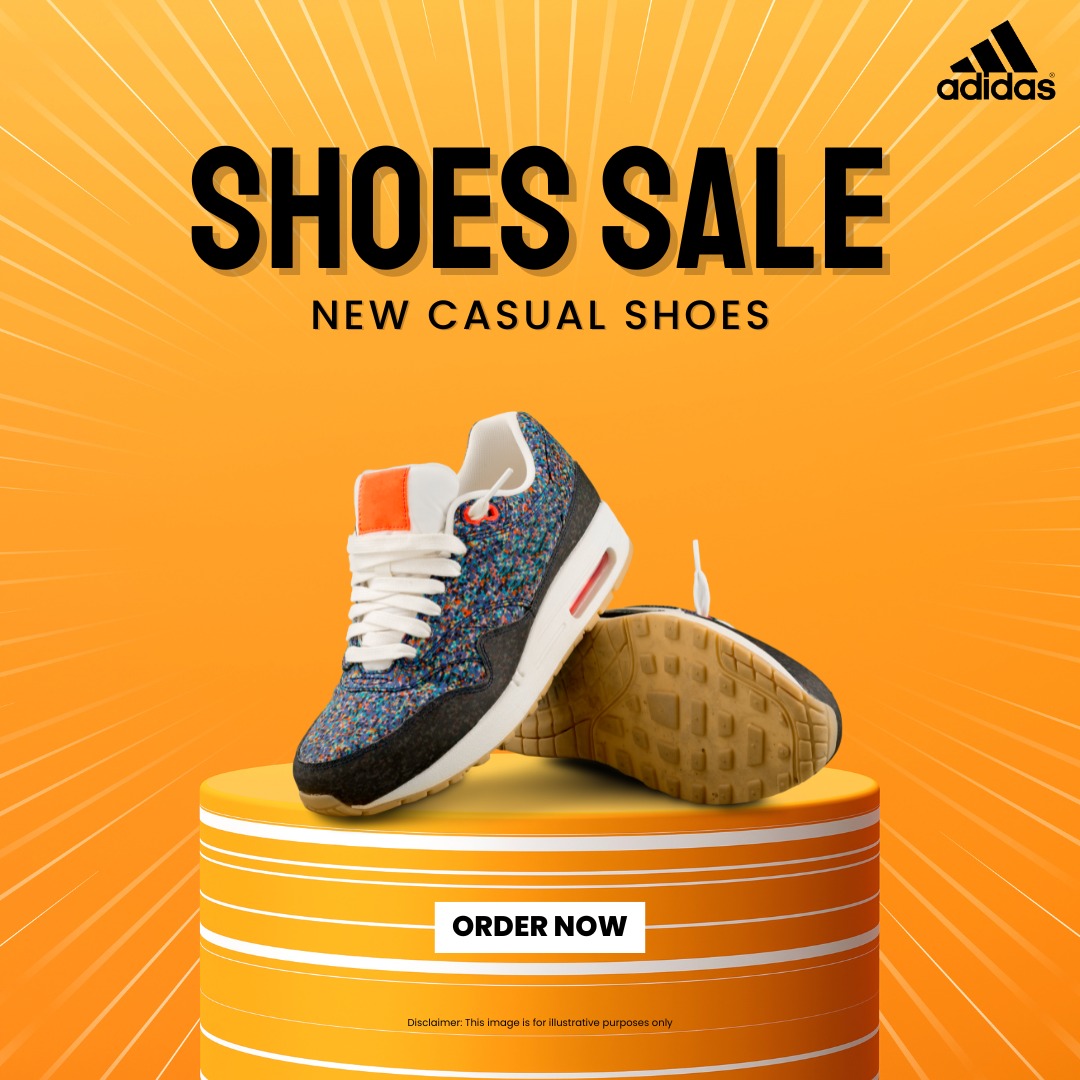 adidas®
SHOES SALE
NEW CASUAL SHOES
ORDER NOW
Disclaimer: This image is for illustrative purposes only